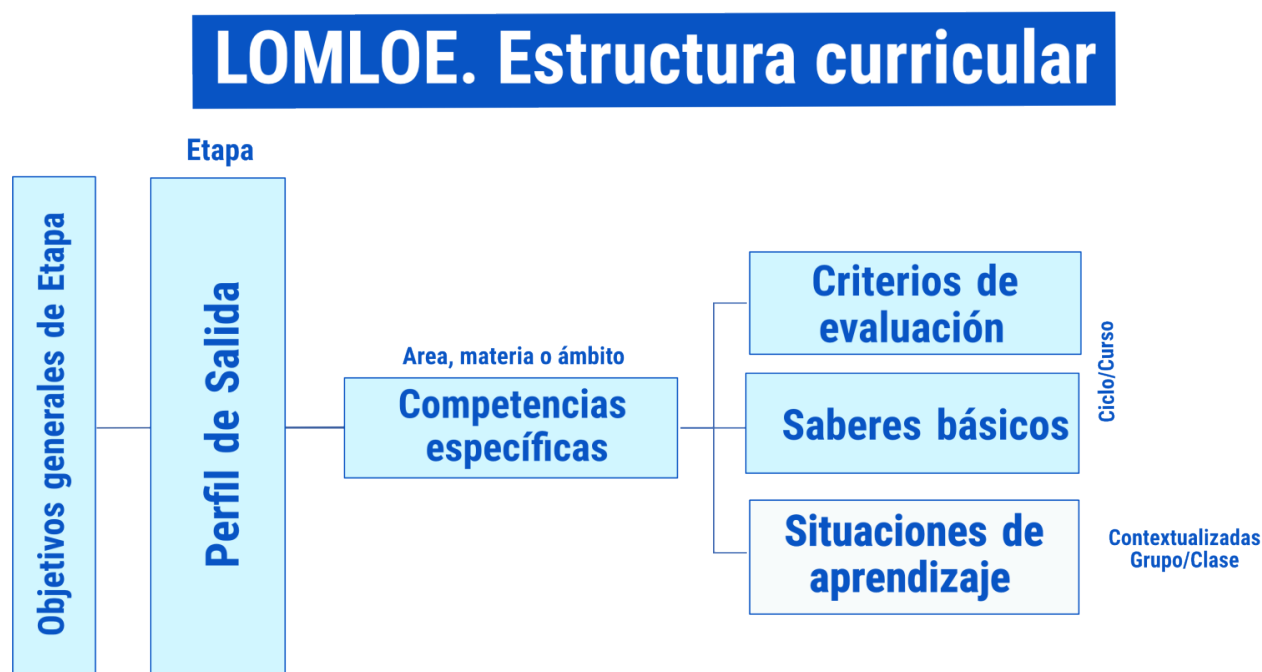 LOMLOE. Estructura curricular
Etapa
Objetivos generales de Etapa
Perfil de Salida
Area, materia o ámbito
Competencias
específicas
Criterios de
evaluación
Saberes básicos
Ciclo/Curso
Situaciones de
aprendizaje
Contextualizadas
Grupo/Clase